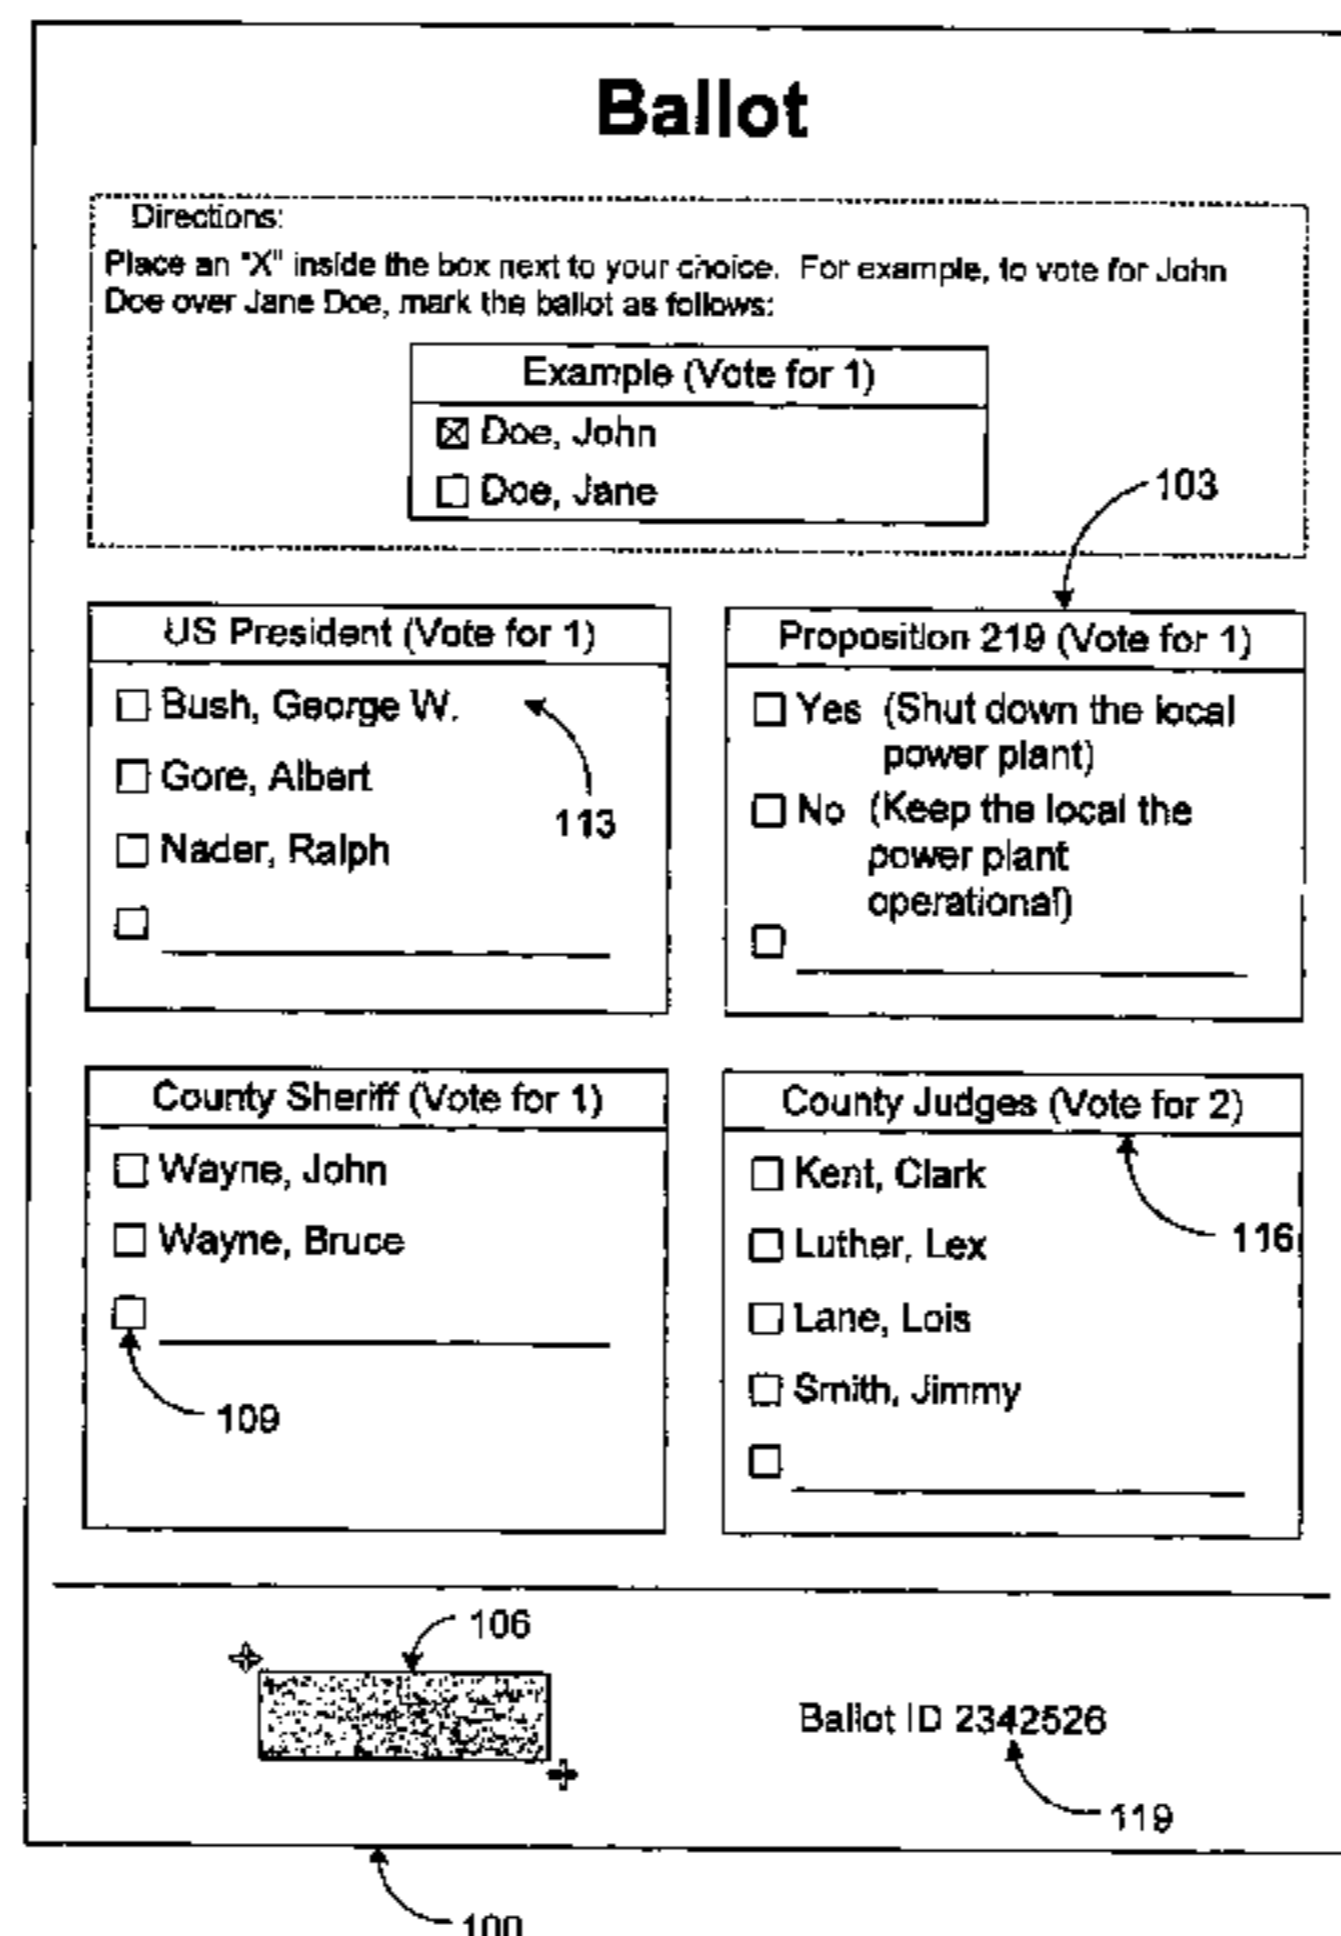 Ballot
Directions:
Place an "X" inside the box next to your choice. For example, to vote for John
Doe over Jane Doe, mark the ballot as follows:
Example (Vote for 1)
Doe, John
Doe, Jane
103
US President (Vote for 1)
Bush, George W.
Gore, Albert
Nader, Ralph
113
Proposition 219 (Vote for 1)
Yes (Shut down the local
power plant)
No (Keep the local the
power plant
operational)
County Sheriff (Vote for 1)
Wayne, John
Wayne, Bruce
109
County Judges (Vote for 2)
Kent, Clark
116
Luther, Lex
Lane, Lois
Smith, Jimmy
106
Ballot ID 2342526
119
100